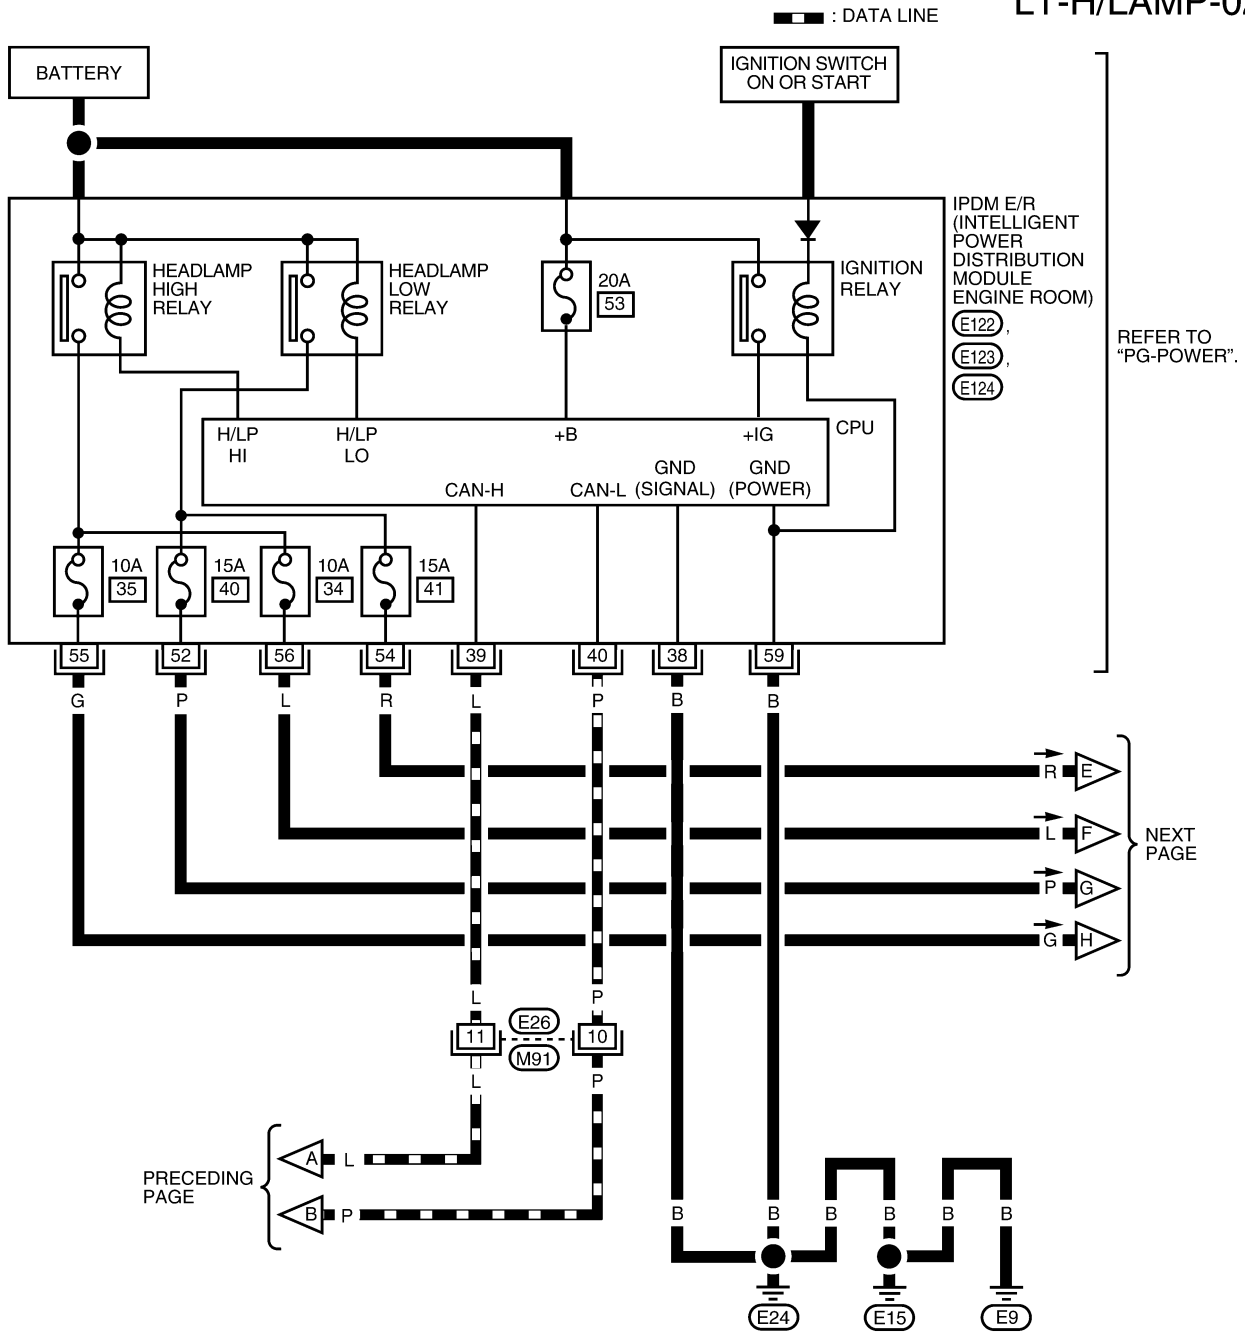 : DATA LINE
LT-H/LAMP-02
BATTERY
IGNITION SWITCH
ON OR START
IPDM E/R
(INTELLIGENT
POWER
DISTRIBUTION
MODULE
ENGINE ROOM)
E122 ,
E123 ,
E124
REFER TO
“PG-POWER”.
HEADLAMP
HIGH
RELAY
HEADLAMP
LOW
RELAY
20A
53
IGNITION
RELAY
H/LP
HI
H/LP
LO
+B
+IG
CPU
CAN-H
CAN-L
GND
(SIGNAL)
GND
(POWER)
10A
35
15A
40
10A
34
15A
41
55 52 56 54 39 40 38 59
G P L R L P B B
R E
L F
P G
G H
NEXT
PAGE
L P
11 E26 10
M91
L P
PRECEDING
PAGE
A L
B P
B B B B B B
E24 E15 E9